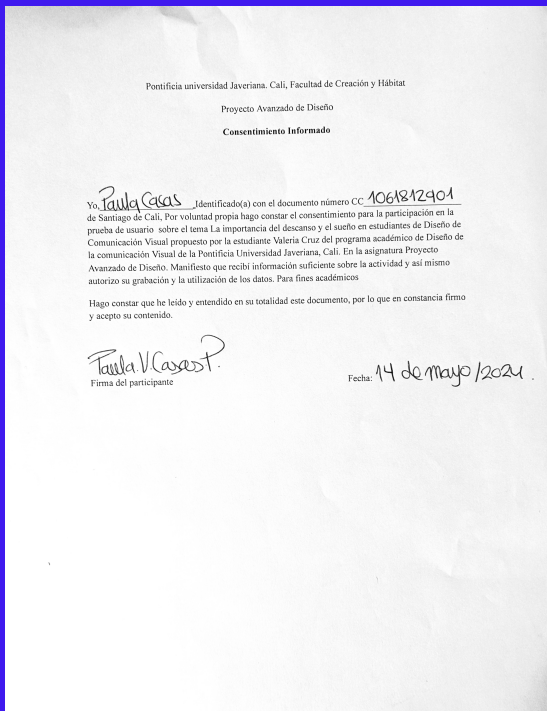 Pontificia universidad Javeriana. Cali, Facultad de Creación y Hábitat
Proyecto Avanzado de Diseño
Consentimiento Informado
Yo, Paula Casas ,Identificado(a) con el documento número CC 1061812901
de Santiago de Cali, Por voluntad propia hago constar el consentimiento para la participación en la
prueba de usuario sobre el tema La importancia del descanso y el sueño en estudiantes de Diseño de
Comunicación Visual propuesto por la estudiante Valeria Cruz del programa académico de Diseño de
la comunicación Visual de la Pontificia Universidad Javeriana, Cali. En la asignatura Proyecto
Avanzado de Diseño. Manifiesto que recibí información suficiente sobre la actividad y así mismo
autorizo su grabación y la utilización de los datos. Para fines académicos
Hago constar que he leído y entendido en su totalidad este documento, por lo que en constancia firmo
y acepto su contenido.
Paula.V.Casas P.
Firma del participante
Fecha: 14 de mayo/2024.